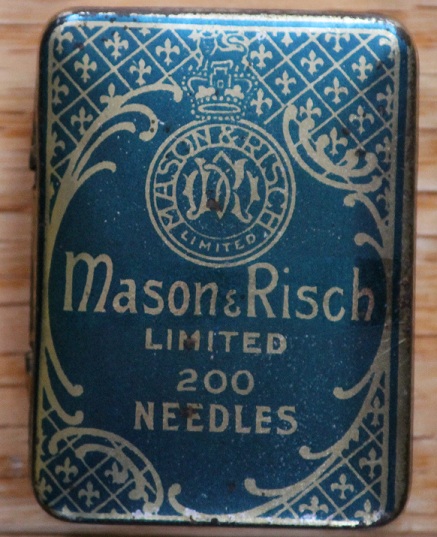 MASON & RISCH
LIMITED
Mason & Risch
LIMITED
200
NEEDLES